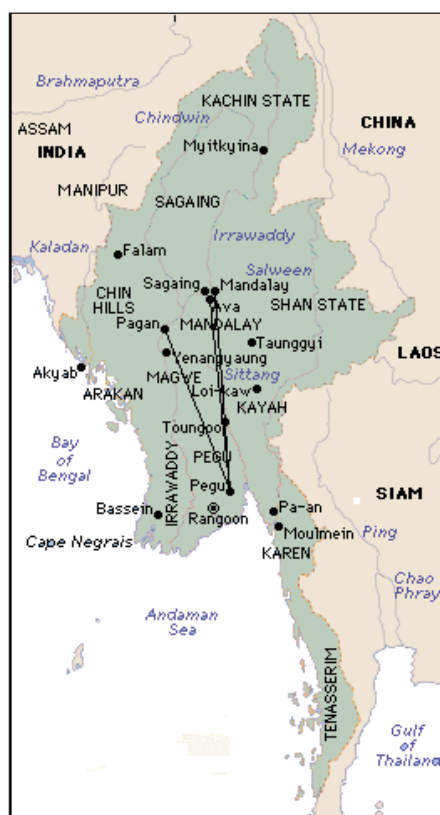 Brahmaputra
KACHIN STATE
Chindwin
CHINA
ASSAM
INDIA
Myitkyina
Mekong
MANIPUR
SAGAING
Irrawaddy
Kaladan
Falam
Salween
Sagaing
Mandalay
Ava
CHIN
HILLS
SHAN STATE
Pagan
MANDALAY
Taunggyi
Yenangyaung
LAOS
Akyab
MAGWE
Sittang
ARAKAN
Loi-kaw
KAYAH
Toungoo
Bay
of
Bengal
PEGU
IRRAWADDY
Pegu
SIAM
Bassein
Rangoon
Pa-an
Moulmein
Ping
Cape Negrais
KAREN
Chao
Phray
Andaman
Sea
TENASSERIM
Gulf
of
Thailand